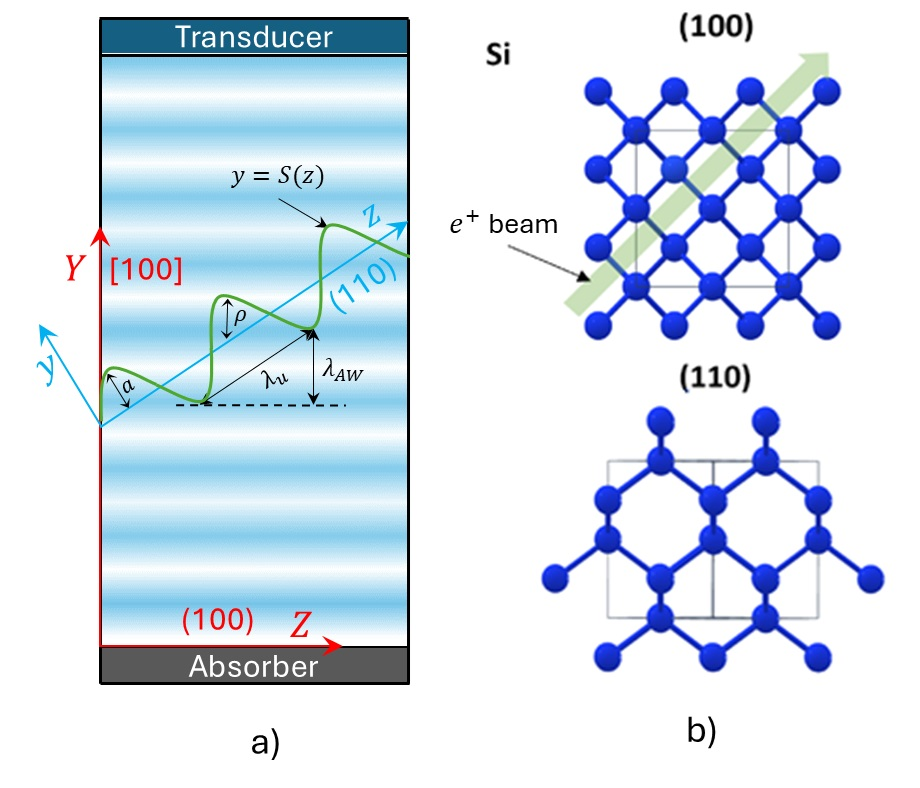 Transducer
y = S(z)
z
Y [100]
(110)
ρ
y
a
λ_u
λ_AW
(100) Z
Absorber
a)
(100)
Si
e⁺ beam
(110)
b)